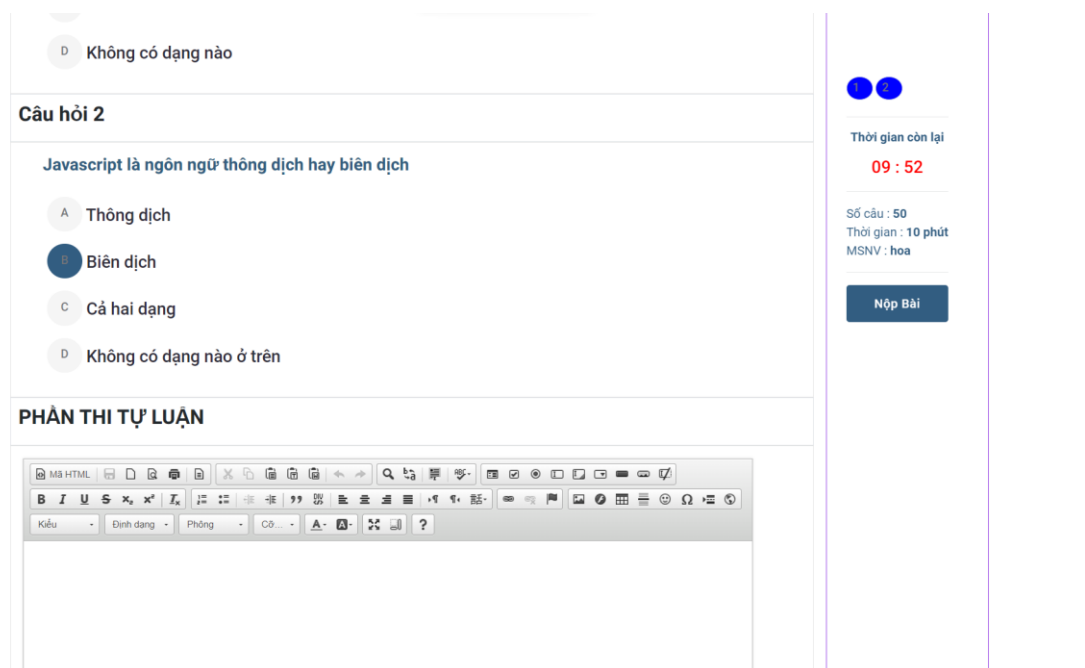 D Không có dạng nào
Câu hỏi 2
Javascript là ngôn ngữ thông dịch hay biên dịch
A Thông dịch
B Biên dịch
C Cả hai dạng
D Không có dạng nào ở trên
PHẦN THI TỰ LUẬN
Mã HTML
Kiểu Định dạng Phông Cỡ...
1 2
Thời gian còn lại
09 : 52
Số câu : 50
Thời gian : 10 phút
MSNV : hoa
Nộp Bài